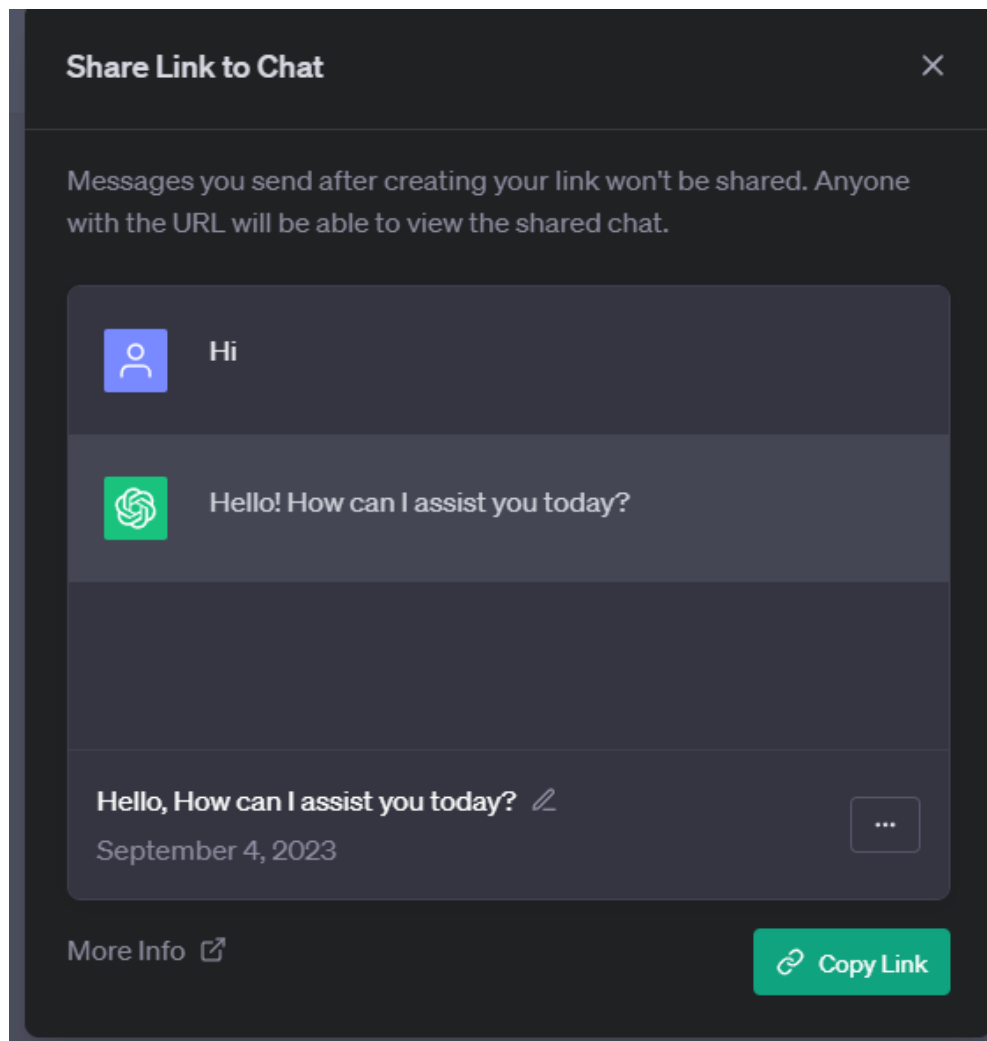 Share Link to Chat
Messages you send after creating your link won't be shared. Anyone
with the URL will be able to view the shared chat.
Hi
Hello! How can I assist you today?
Hello, How can I assist you today?
September 4, 2023
...
More Info
Copy Link